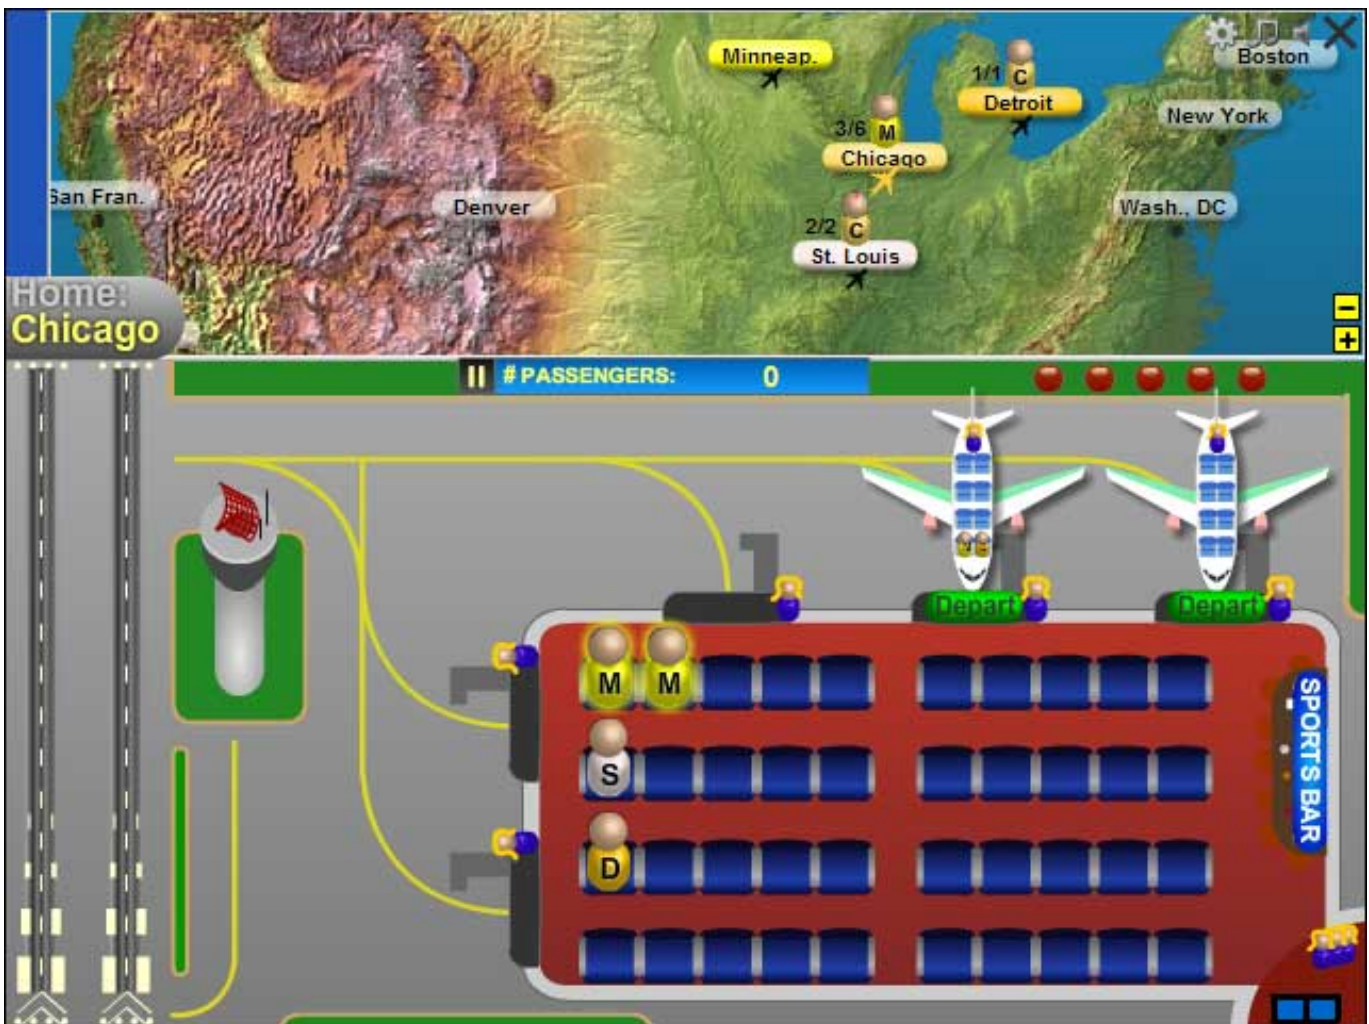 Minneap.
Boston
1/1
C
Detroit
New York
3/6
M
Chicago
San Fran.
Denver
Wash., DC
2/2
C
St. Louis
Home:
Chicago
−
+
# PASSENGERS: 0
Depart
Depart
M
M
S
D
SPORTS BAR